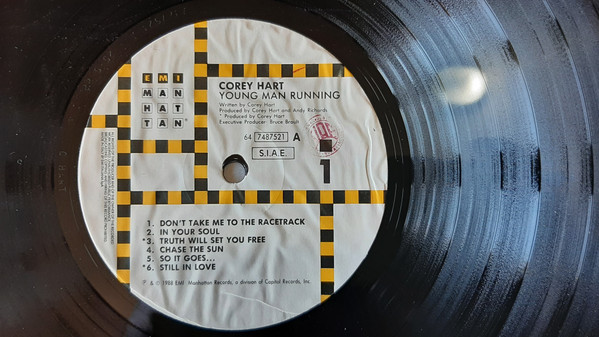 EMI
MAN
HAT
TAN
COREY HART
YOUNG MAN RUNNING
Written by Corey Hart
Produced by Corey Hart and Andy Richards
* Produced by Corey Hart
Executive Producer: Bruce Brault
64 7487521 A
S.I.A.E.
1
1. DON'T TAKE ME TO THE RACETRACK
2. IN YOUR SOUL
*3. TRUTH WILL SET YOU FREE
4. CHASE THE SUN
5. SO IT GOES...
*6. STILL IN LOVE
℗ & © 1988 EMI Manhattan Records, a division of Capitol Records, Inc.